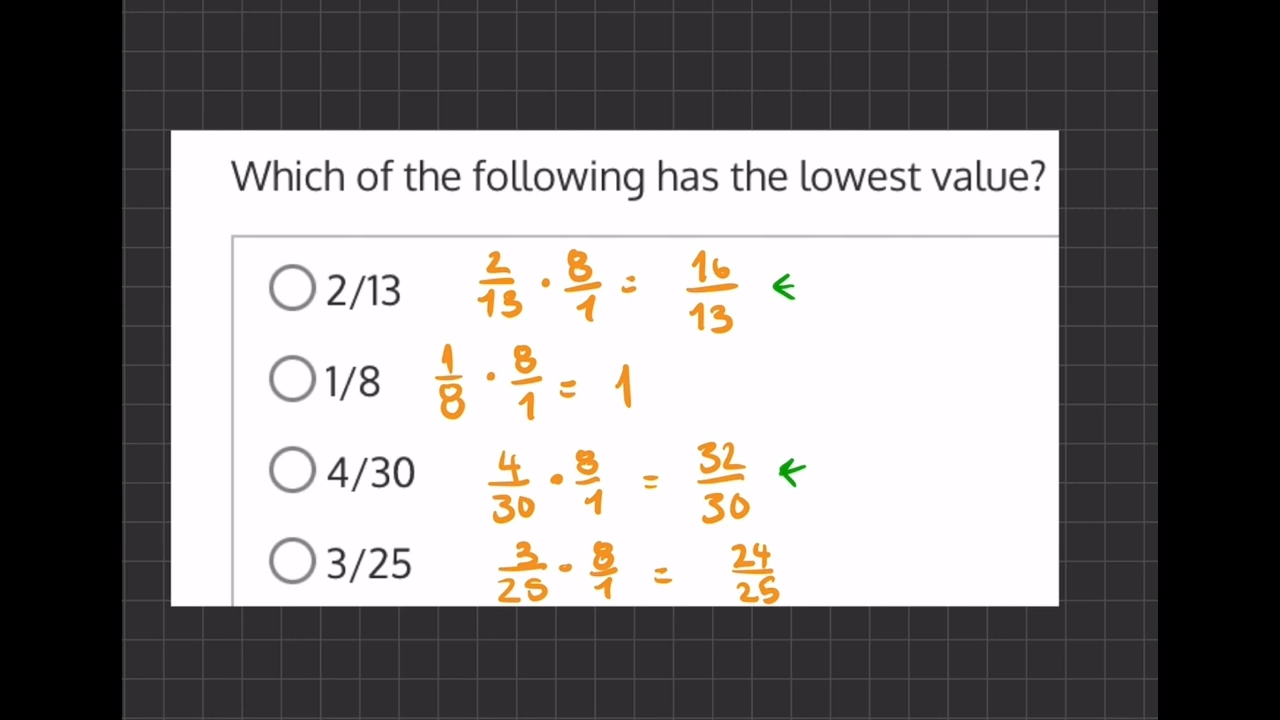 Which of the following has the lowest value?
2/13 2/13 · 8/1 = 16/13 ←
1/8 1/8 · 8/1 = 1
4/30 4/30 · 8/1 = 32/30 ←
3/25 3/25 · 8/1 = 24/25